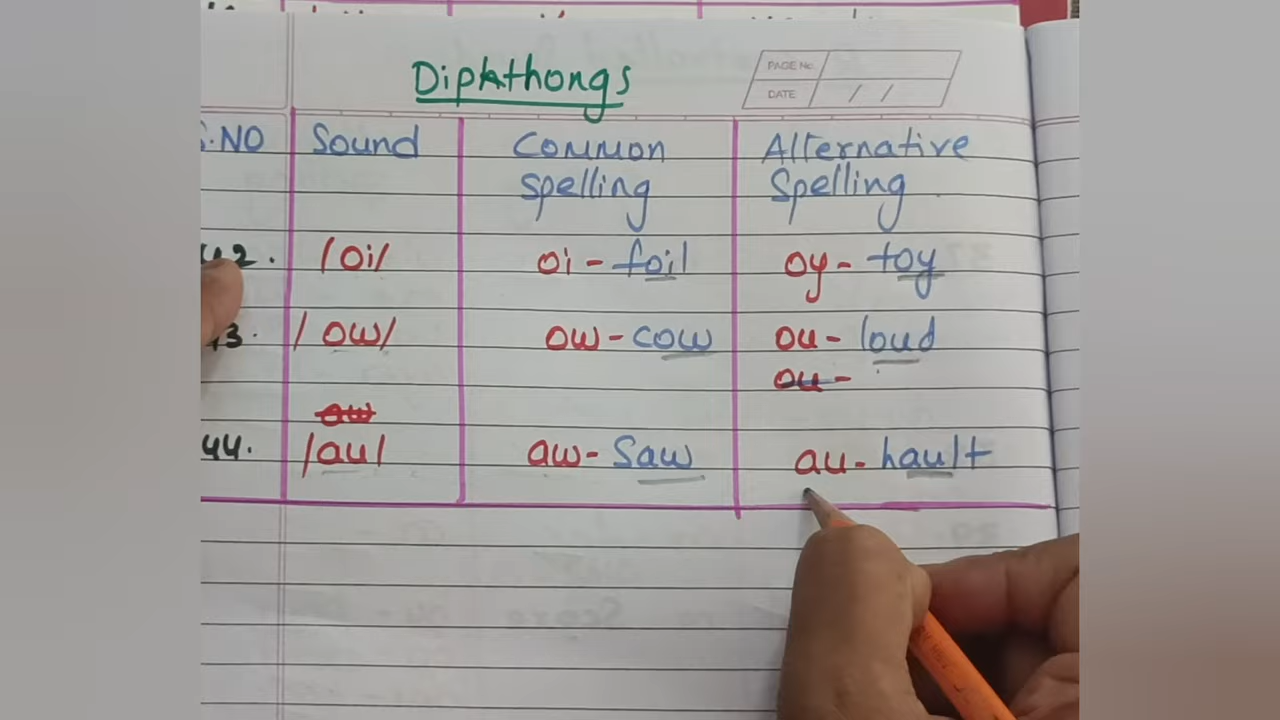 Diphthongs
PAGE No.
DATE / /
S.NO Sound Common Alternative
spelling Spelling
42. /oi/ oi - foil oy - toy
43. /ow/ ow - cow ou - loud
ou -
aw
44. /au/ aw - Saw au - hault